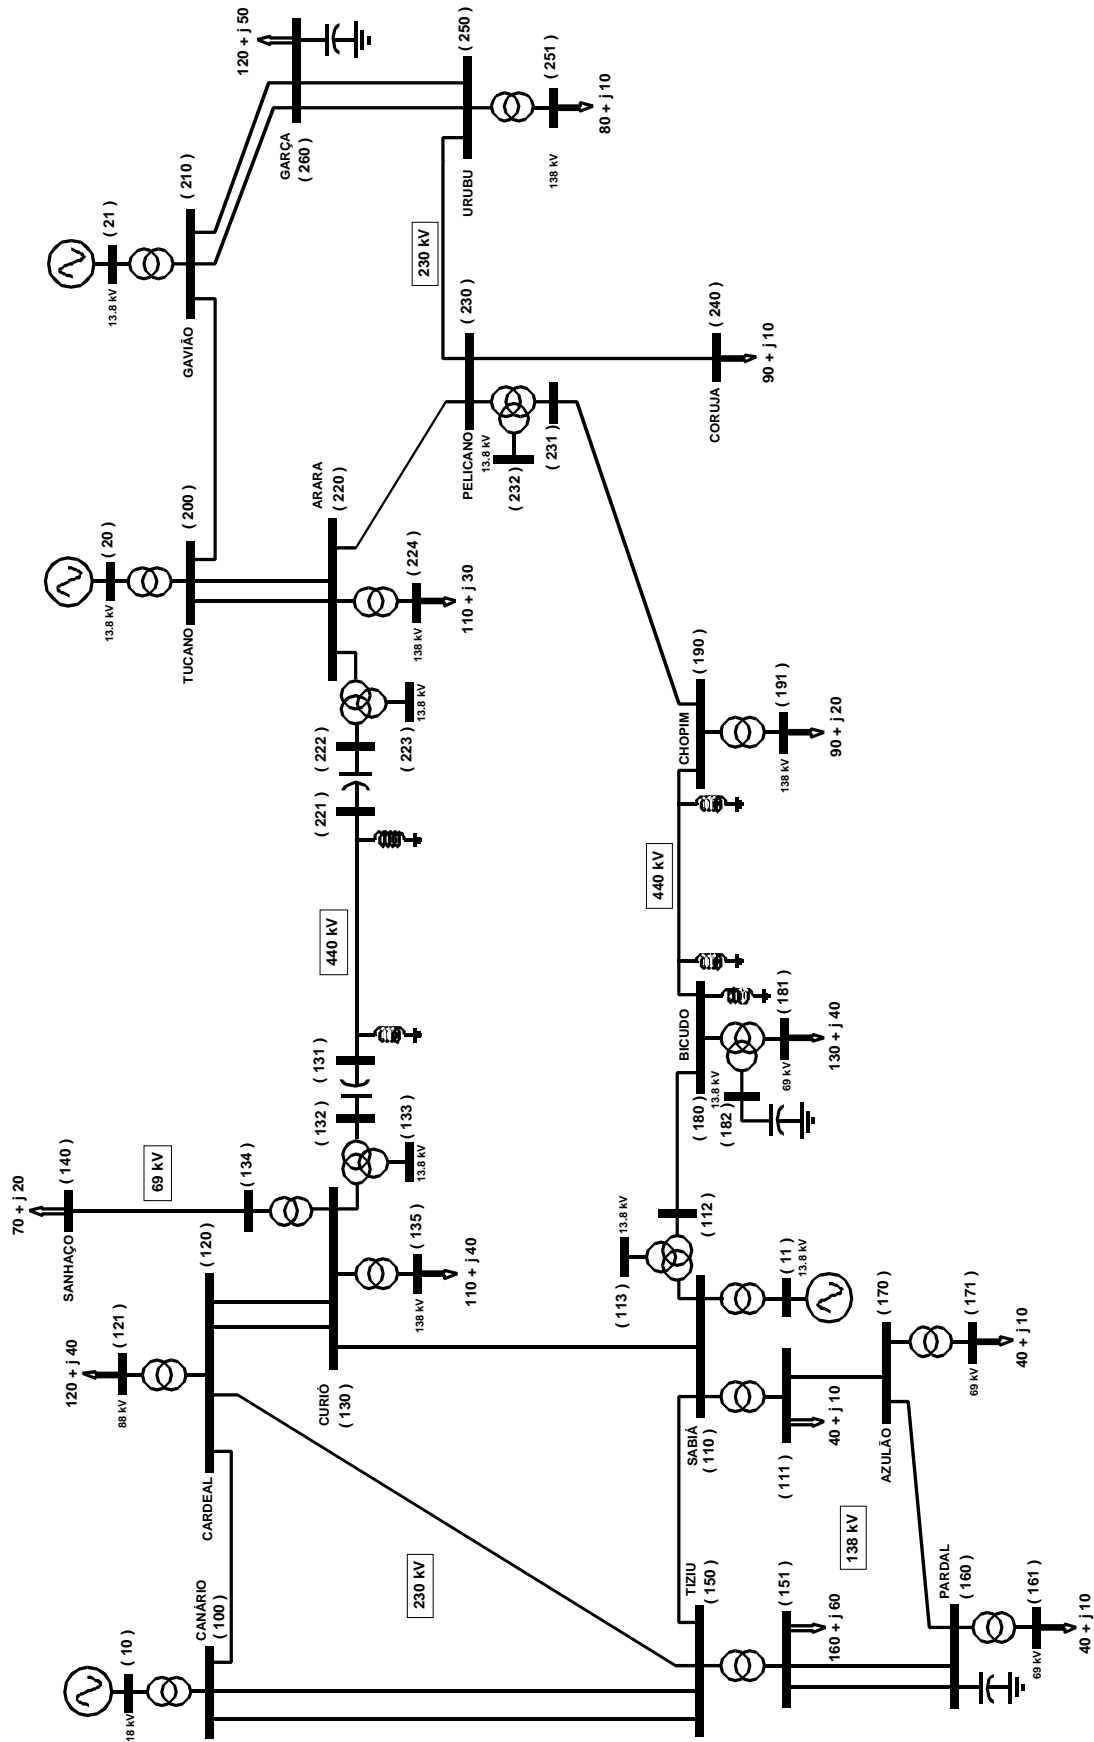 CANÁRIO
( 100 )
( 10 )
18 kV
CARDEAL
( 120 )
( 121 )
88 kV
120 + j 40
230 kV
SANHAÇO
( 140 )
70 + j 20
69 kV
( 134 )
CURIÓ
( 130 )
( 135 )
138 kV
110 + j 40
( 132 )
( 131 )
( 133 )
13.8 kV
440 kV
( 221 )
( 222 )
( 223 )
13.8 kV
ARARA
( 220 )
( 224 )
138 kV
110 + j 30
TUCANO
( 200 )
( 20 )
13.8 kV
GAVIÃO
( 210 )
( 21 )
13.8 kV
GARÇA
( 260 )
120 + j 50
URUBU
( 250 )
( 251 )
138 kV
80 + j 10
230 kV
PELICANO
( 230 )
13.8 kV
( 232 )
( 231 )
CORUJA
( 240 )
90 + j 10
TIZIU
( 150 )
( 151 )
160 + j 60
138 kV
PARDAL
( 160 )
( 161 )
69 kV
40 + j 10
AZULÃO
( 170 )
( 171 )
69 kV
40 + j 10
SABIÁ
( 110 )
( 111 )
40 + j 10
( 11 )
13.8 kV
( 113 )
13.8 kV
( 112 )
BICUDO
( 180 )
13.8 kV
( 182 )
( 181 )
69 kV
130 + j 40
440 kV
CHOPIM
( 190 )
( 191 )
138 kV
90 + j 20